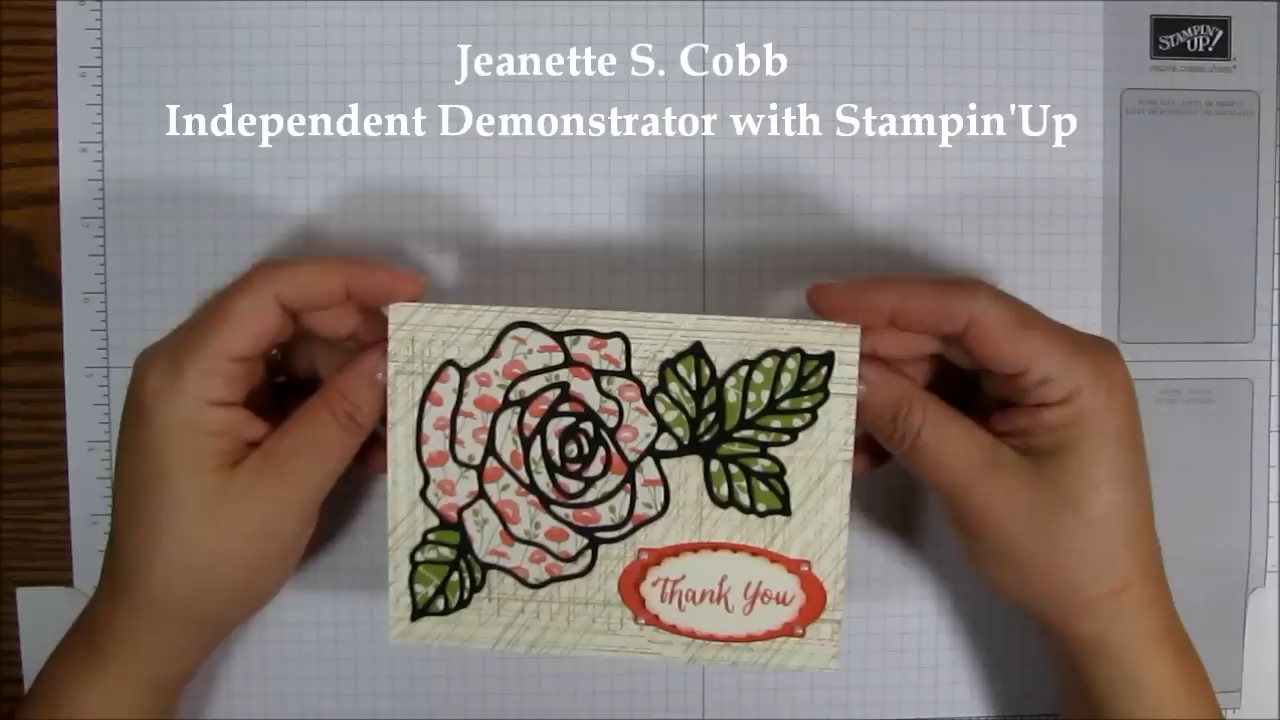 Jeanette S. Cobb
Independent Demonstrator with Stampin'Up
STAMPIN' UP!
Thank You